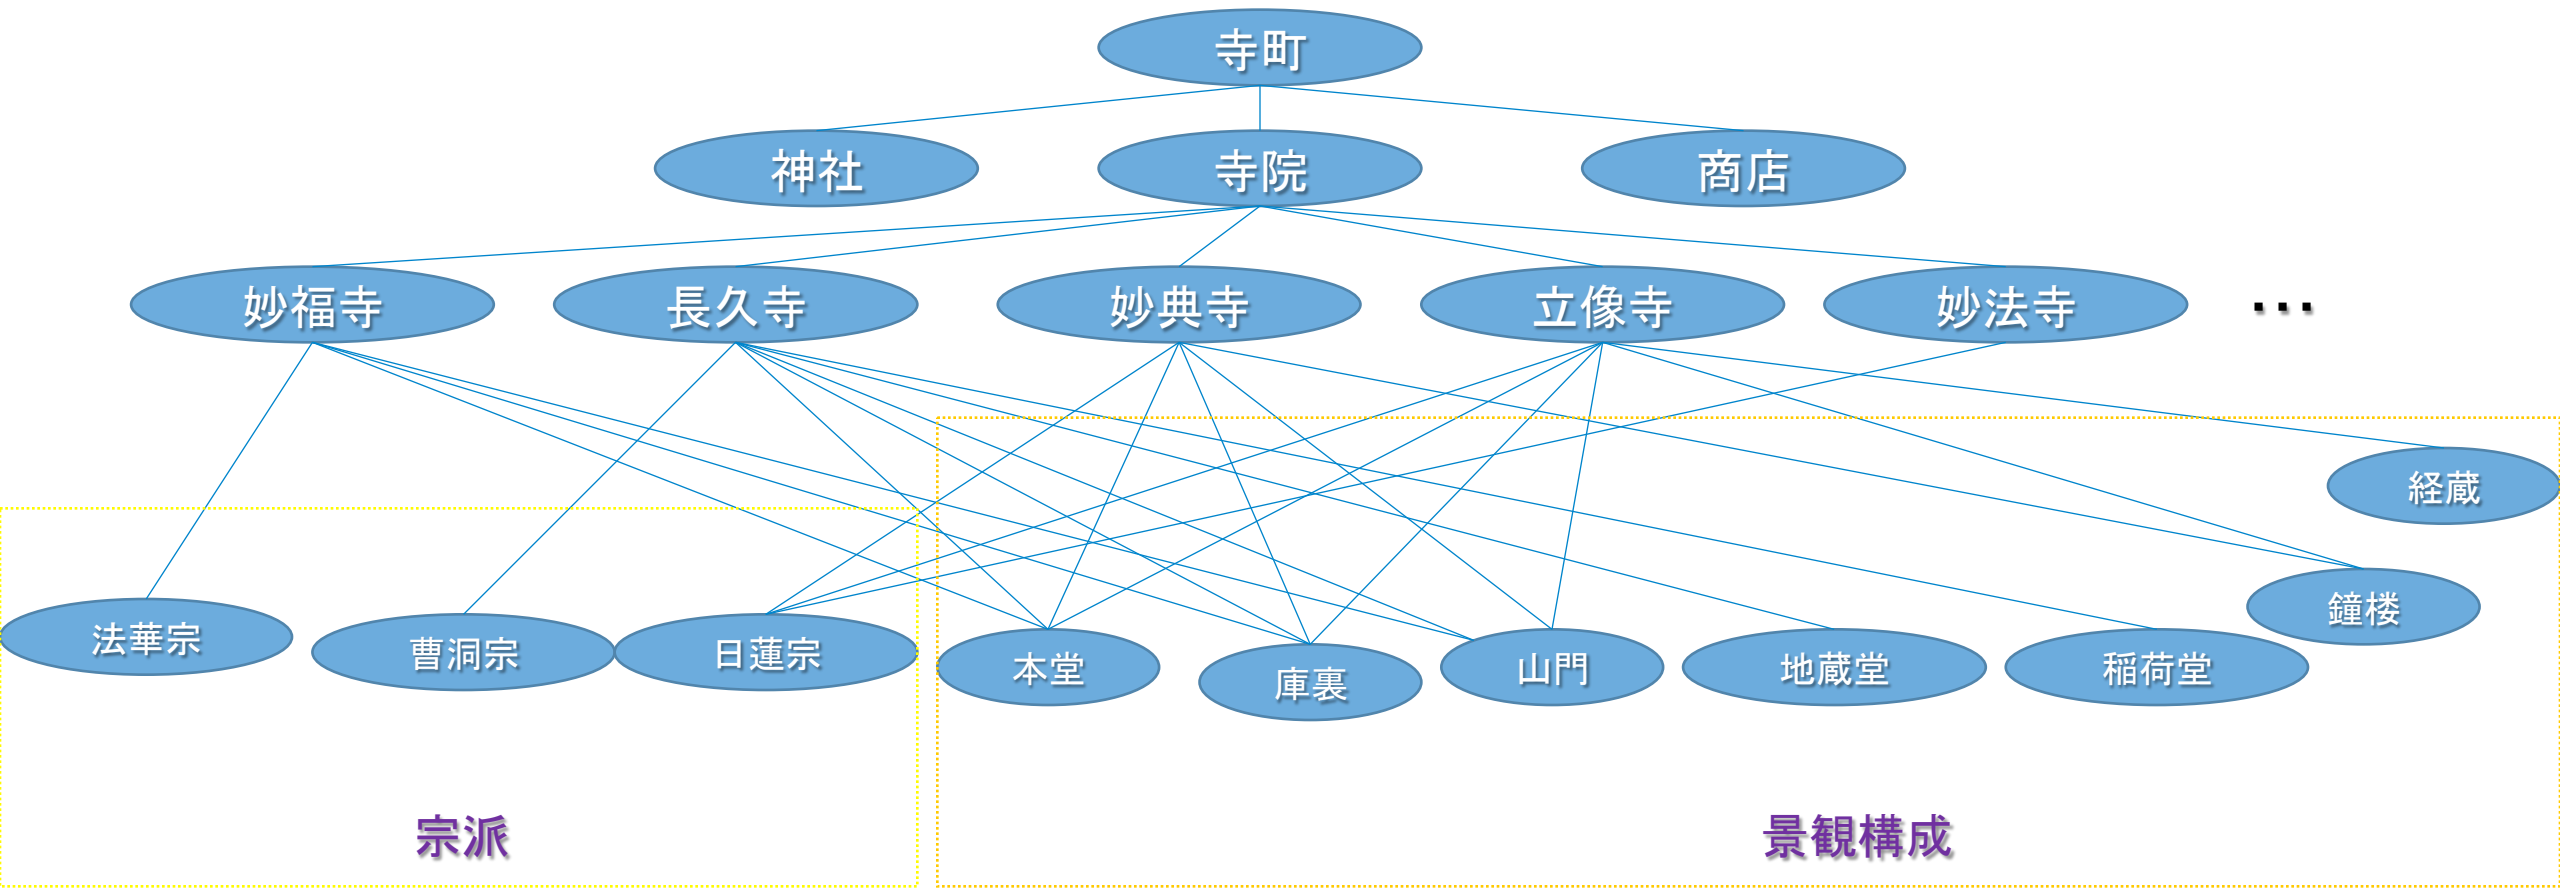 寺町
神社
寺院
商店
妙福寺
長久寺
妙典寺
立像寺
妙法寺
…
経蔵
鐘楼
法華宗
曹洞宗
日蓮宗
本堂
庫裏
山門
地蔵堂
稲荷堂
宗派
景観構成